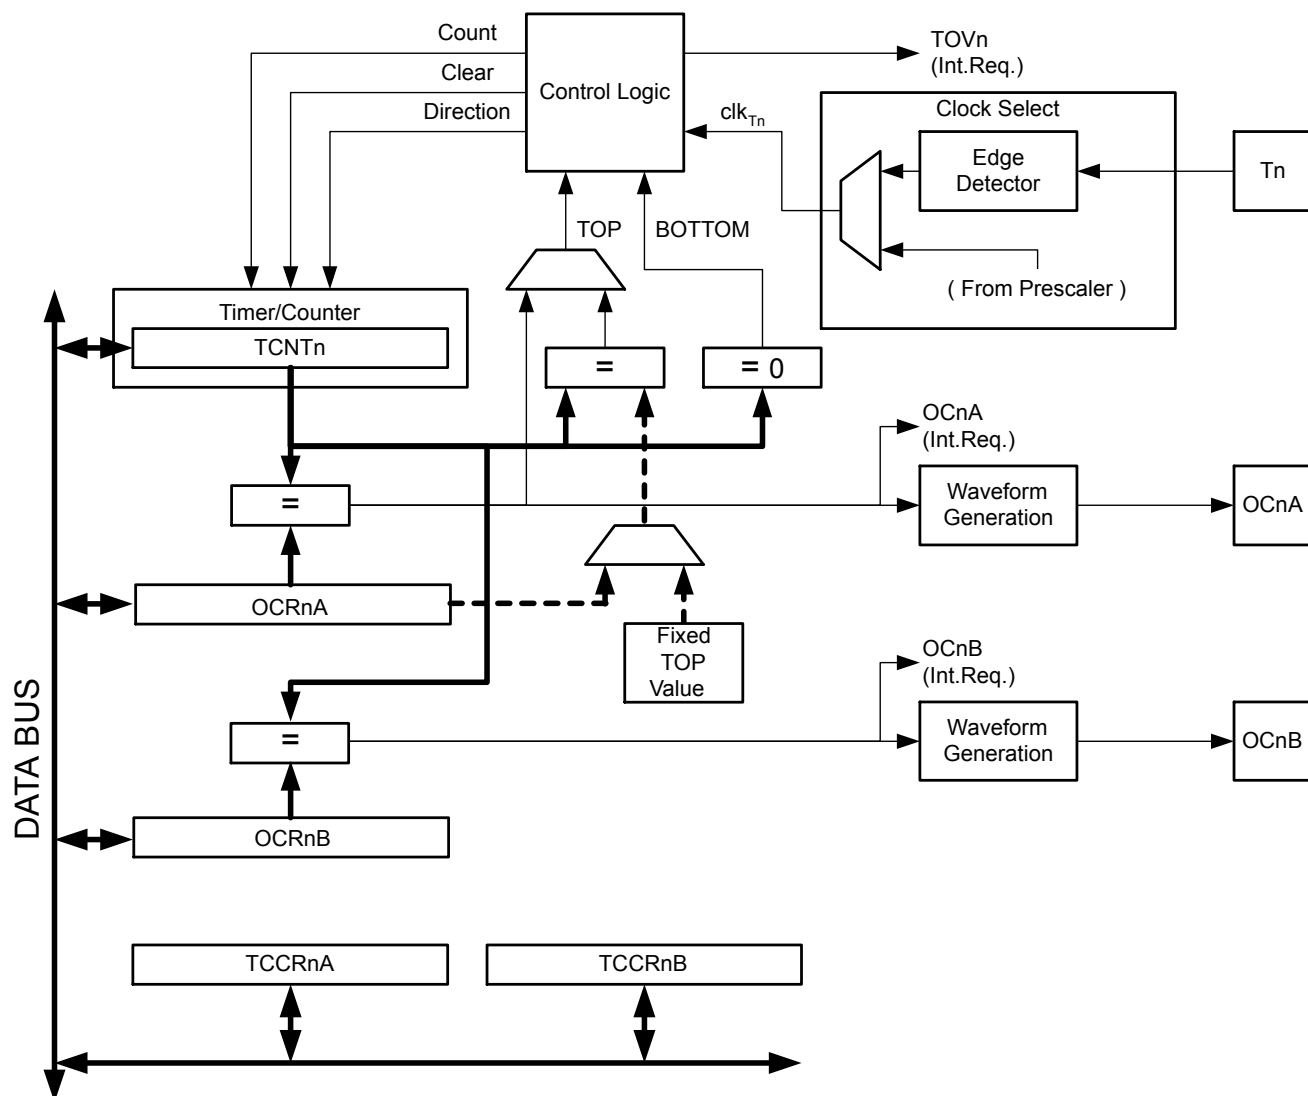 Count
Clear
Direction
Control Logic
TOVn
(Int.Req.)
clkTn
Clock Select
Edge
Detector
Tn
( From Prescaler )
TOP
BOTTOM
Timer/Counter
TCNTn
=
= 0
OCnA
(Int.Req.)
=
Waveform
Generation
OCnA
OCRnA
Fixed
TOP
Value
OCnB
(Int.Req.)
=
Waveform
Generation
OCnB
OCRnB
DATA BUS
TCCRnA
TCCRnB